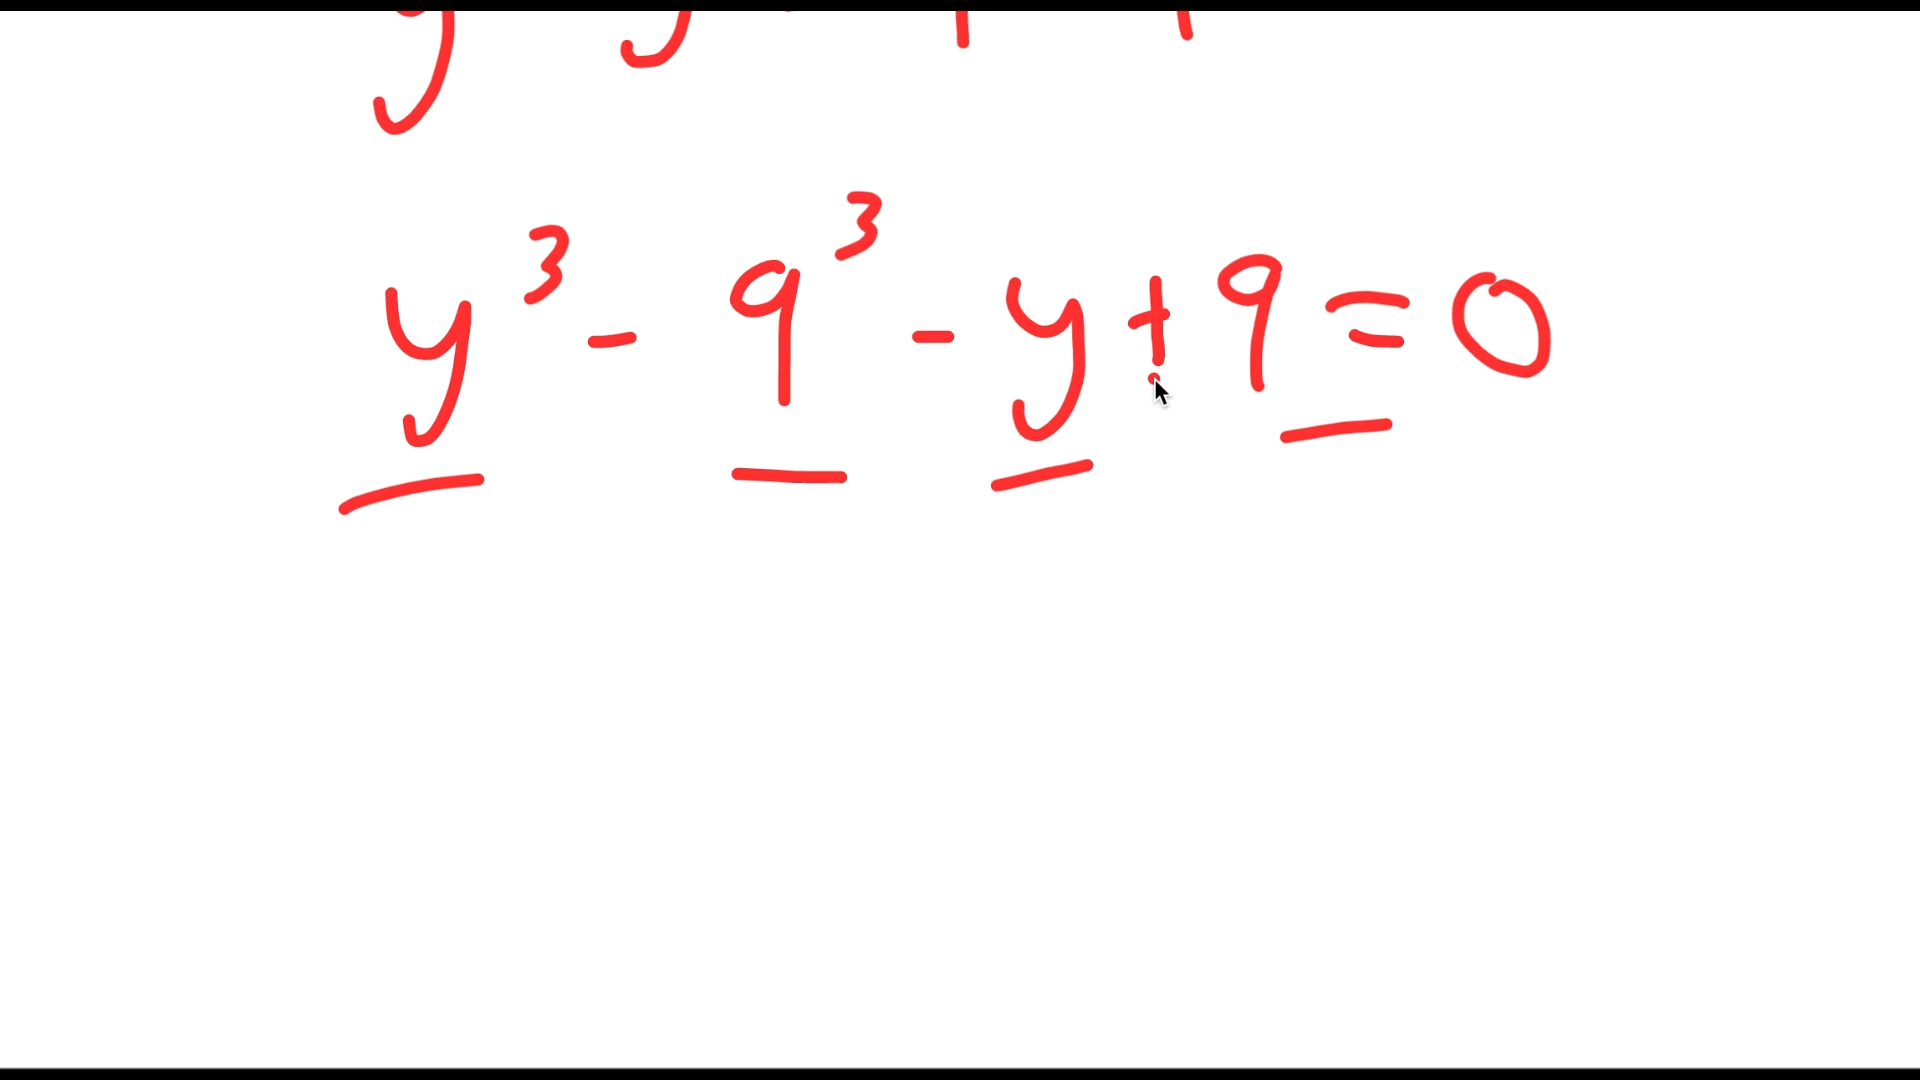 y³ - 9³ - y + 9 = 0